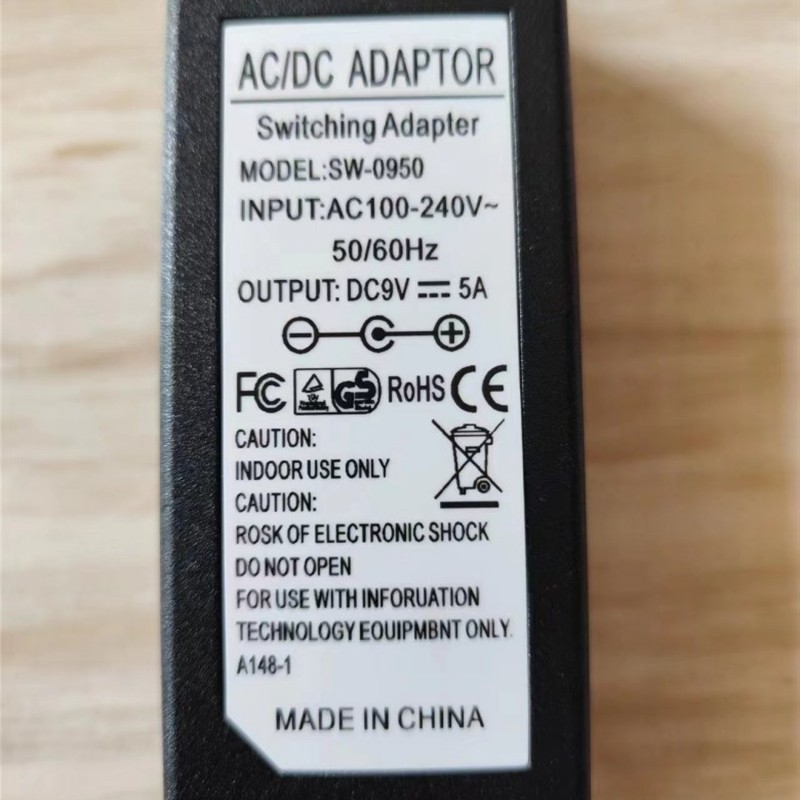 AC/DC ADAPTOR
Switching Adapter
MODEL:SW-0950
INPUT:AC100-240V~
50/60Hz
OUTPUT: DC9V ⎓ 5A
FC GS RoHS CE
CAUTION:
INDOOR USE ONLY
CAUTION:
ROSK OF ELECTRONIC SHOCK
DO NOT OPEN
FOR USE WITH INFORUATION
TECHNOLOGY EOUIPMBNT ONLY.
A148-1
MADE IN CHINA